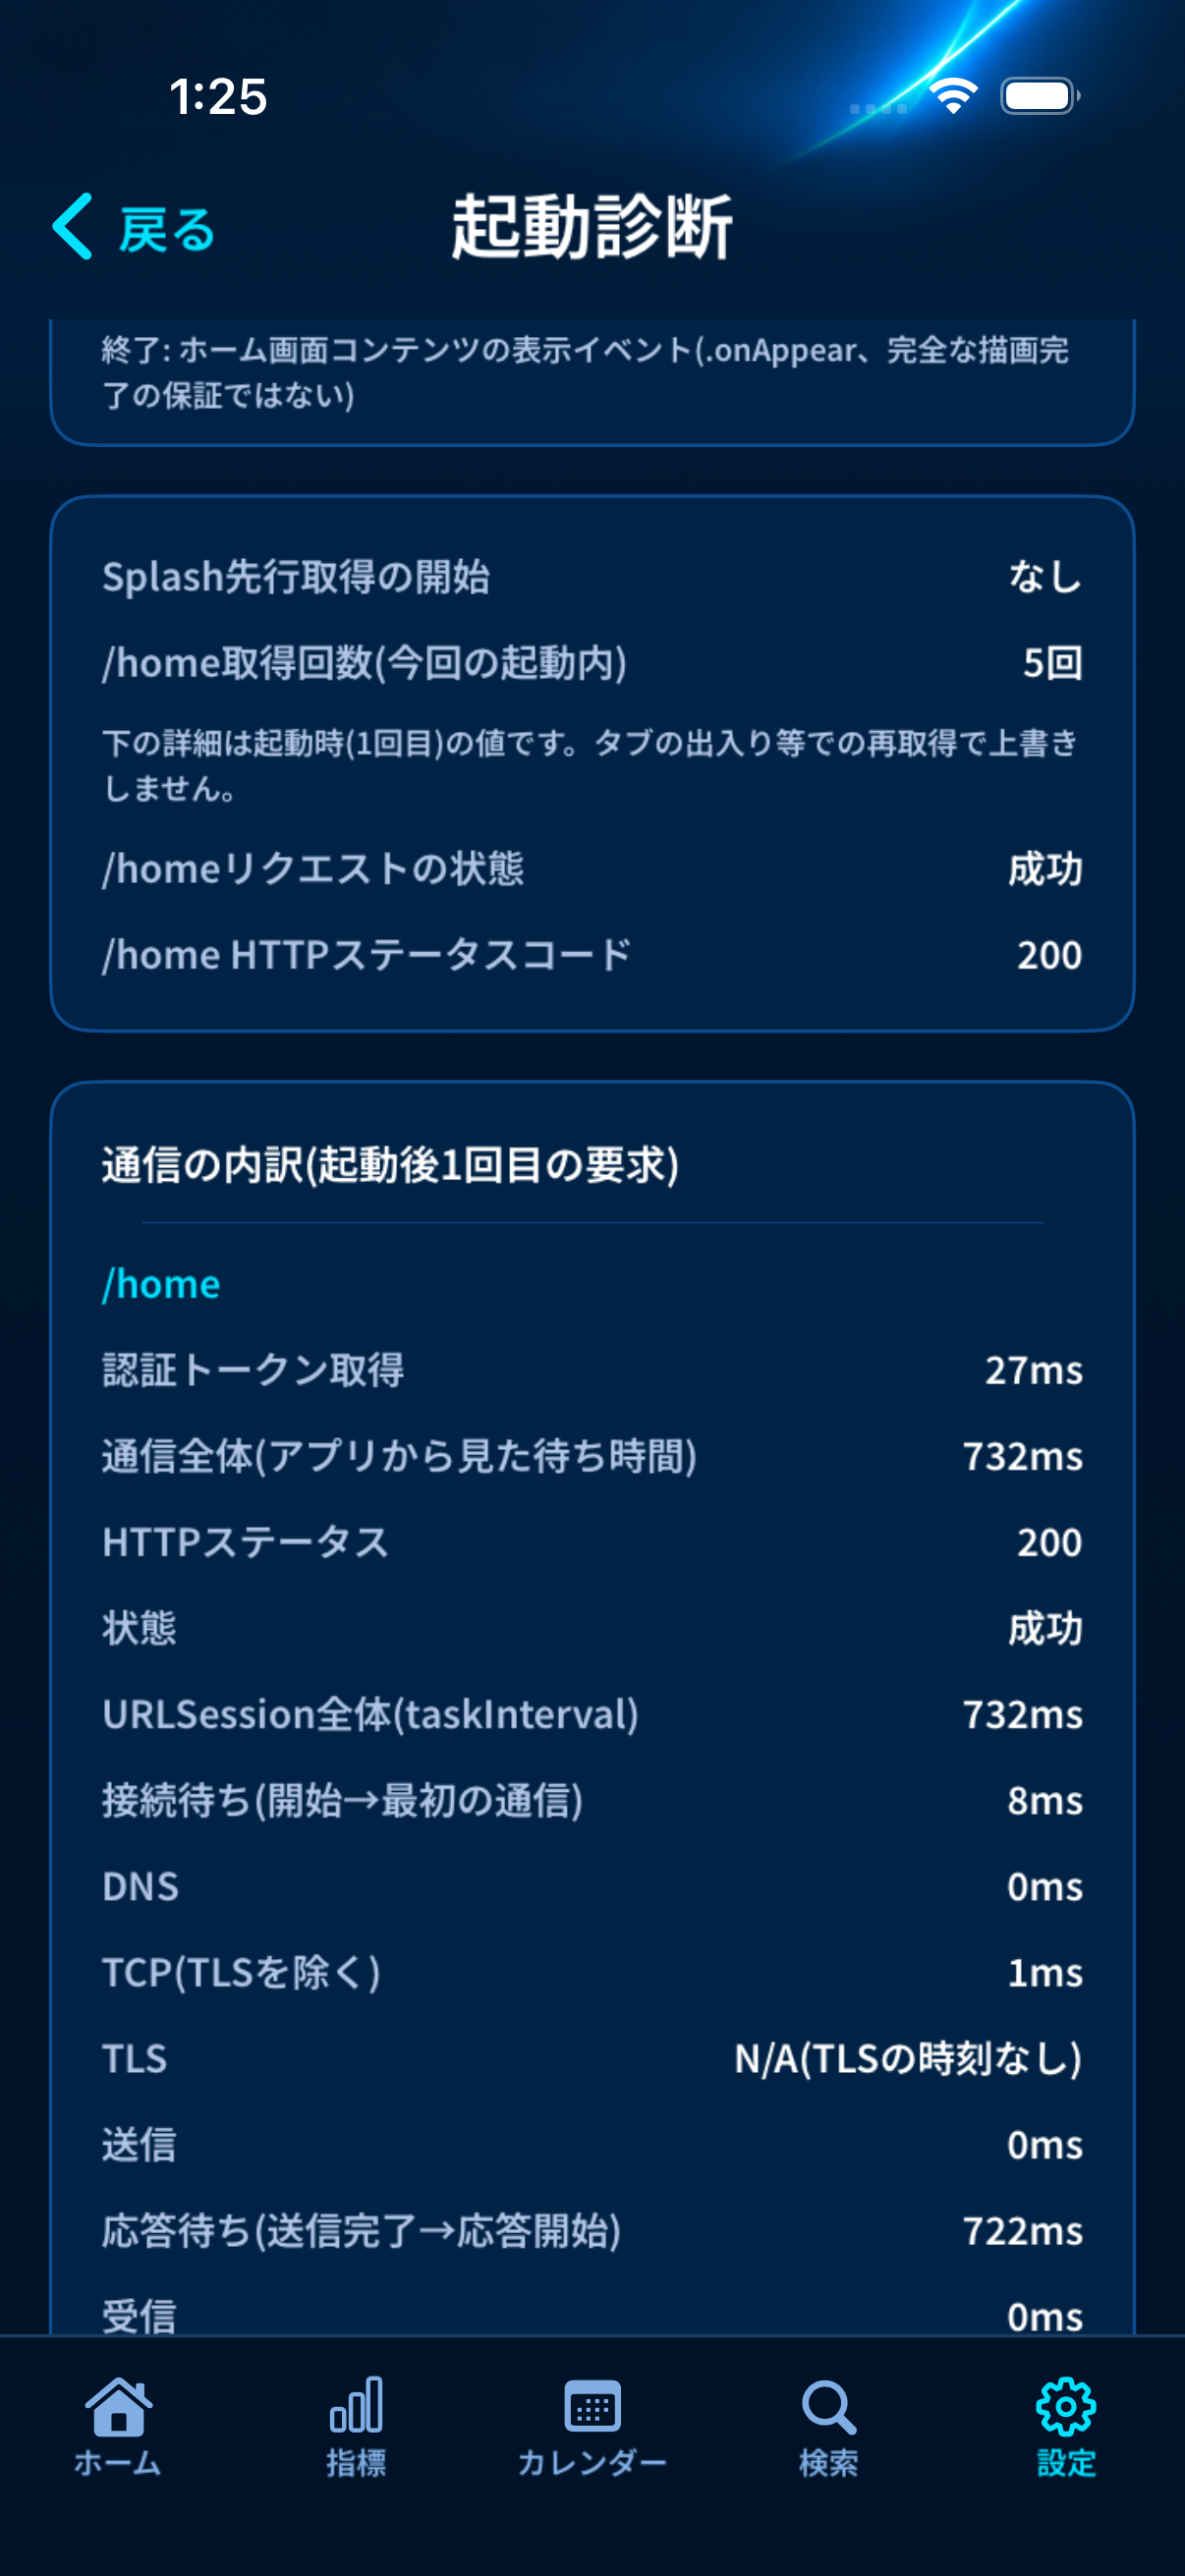 1:25
戻る
起動診断
終了: ホーム画面コンテンツの表示イベント(.onAppear、完全な描画完
了の保証ではない)
Splash先行取得の開始 なし
/home取得回数(今回の起動内) 5回
下の詳細は起動時(1回目)の値です。タブの出入り等での再取得で上書き
しません。
/homeリクエストの状態 成功
/home HTTPステータスコード 200
通信の内訳(起動後1回目の要求)
/home
認証トークン取得 27ms
通信全体(アプリから見た待ち時間) 732ms
HTTPステータス 200
状態 成功
URLSession全体(taskInterval) 732ms
接続待ち(開始→最初の通信) 8ms
DNS 0ms
TCP(TLSを除く) 1ms
TLS N/A(TLSの時刻なし)
送信 0ms
応答待ち(送信完了→応答開始) 722ms
受信 0ms
ホーム 指標 カレンダー 検索 設定